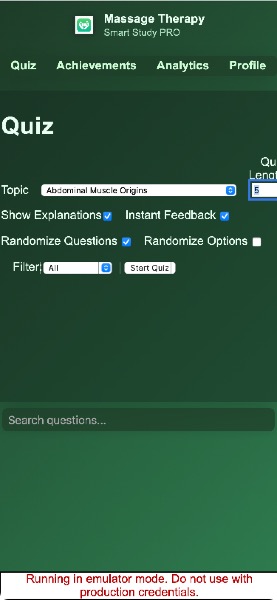 Massage Therapy
Smart Study PRO
Quiz Achievements Analytics Profile
Quiz
Topic Abdominal Muscle Origins
5
Show Explanations Instant Feedback
Randomize Questions Randomize Options
Filter: All Start Quiz
Search questions...
Running in emulator mode. Do not use with
production credentials.